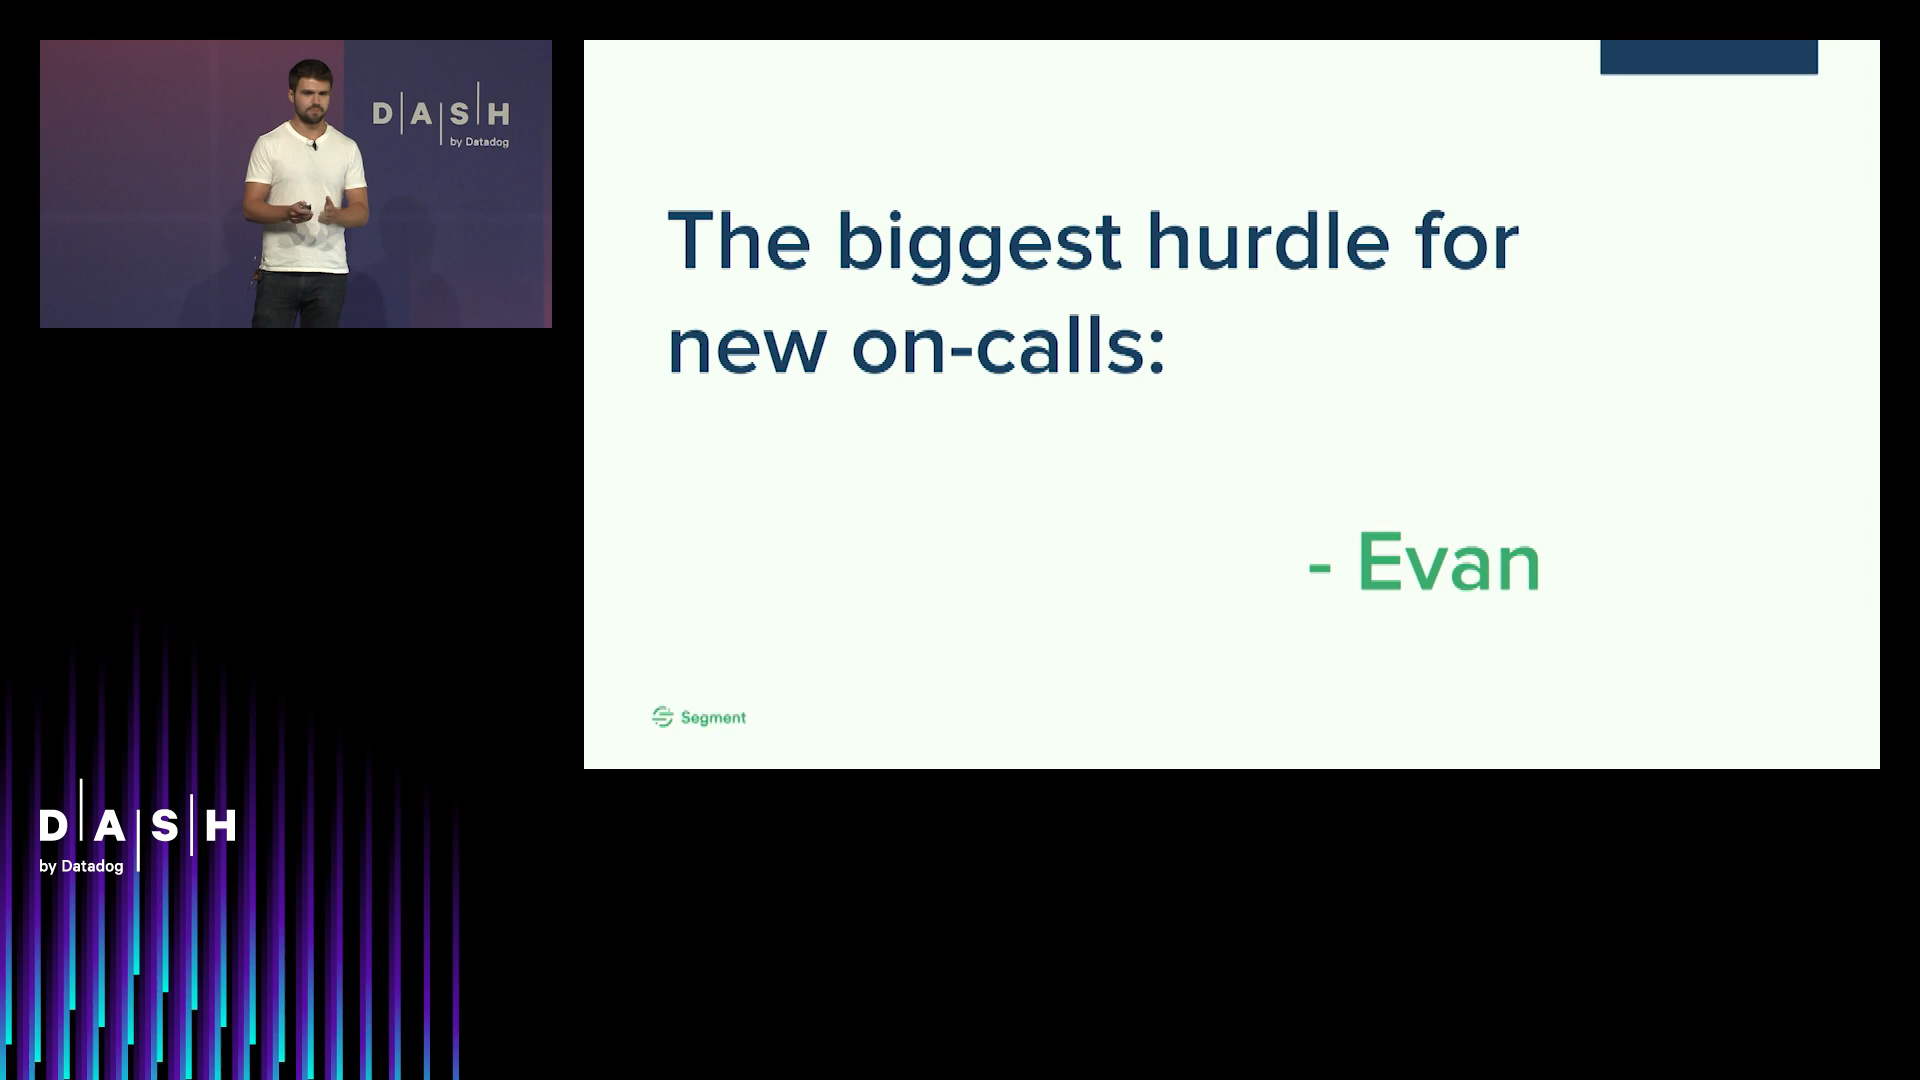 D A S H
by Datadog
The biggest hurdle for
new on-calls:
- Evan
Segment
D A S H
by Datadog